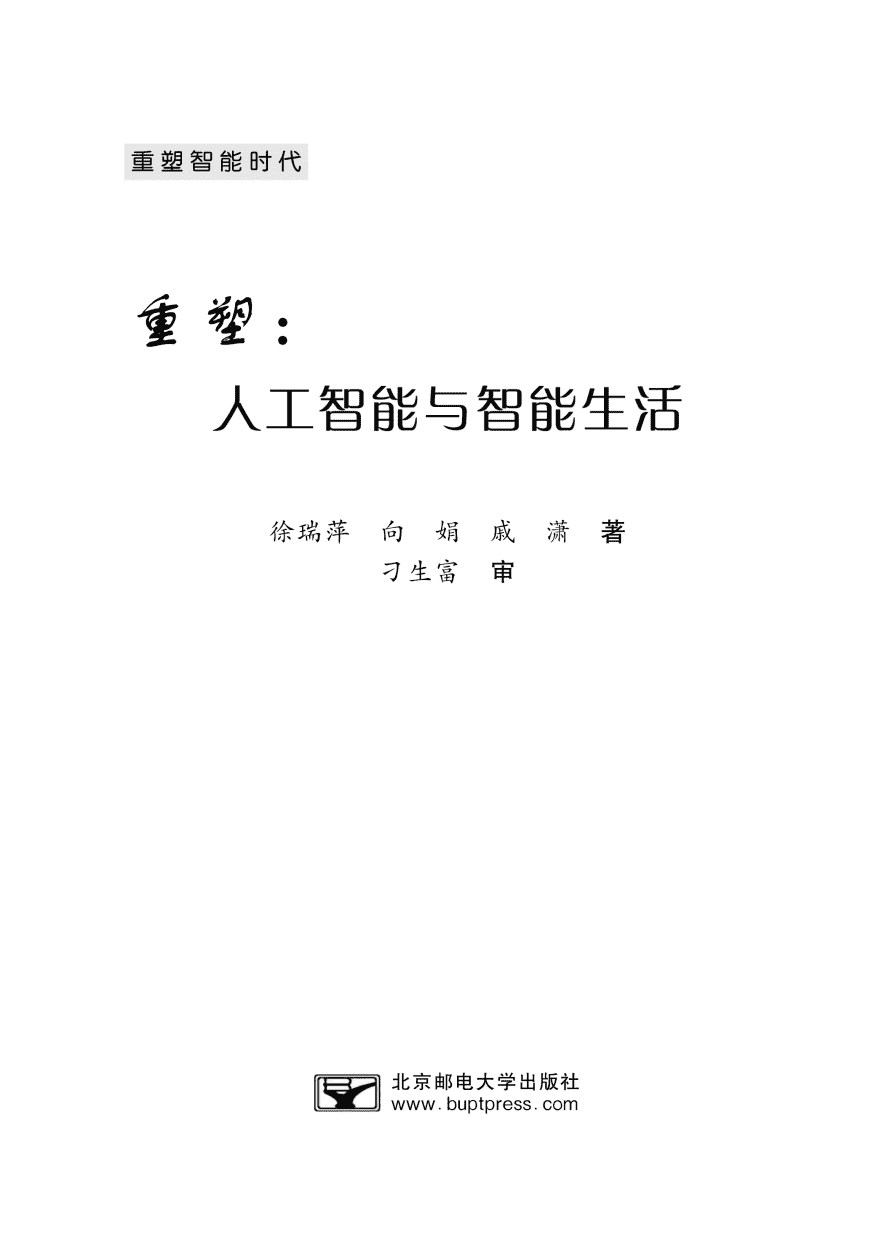 重塑智能时代
重塑：
人工智能与智能生活
徐瑞萍 向 娟 戚 潇 著
刁生富 审
北京邮电大学出版社
www.buptpress.com